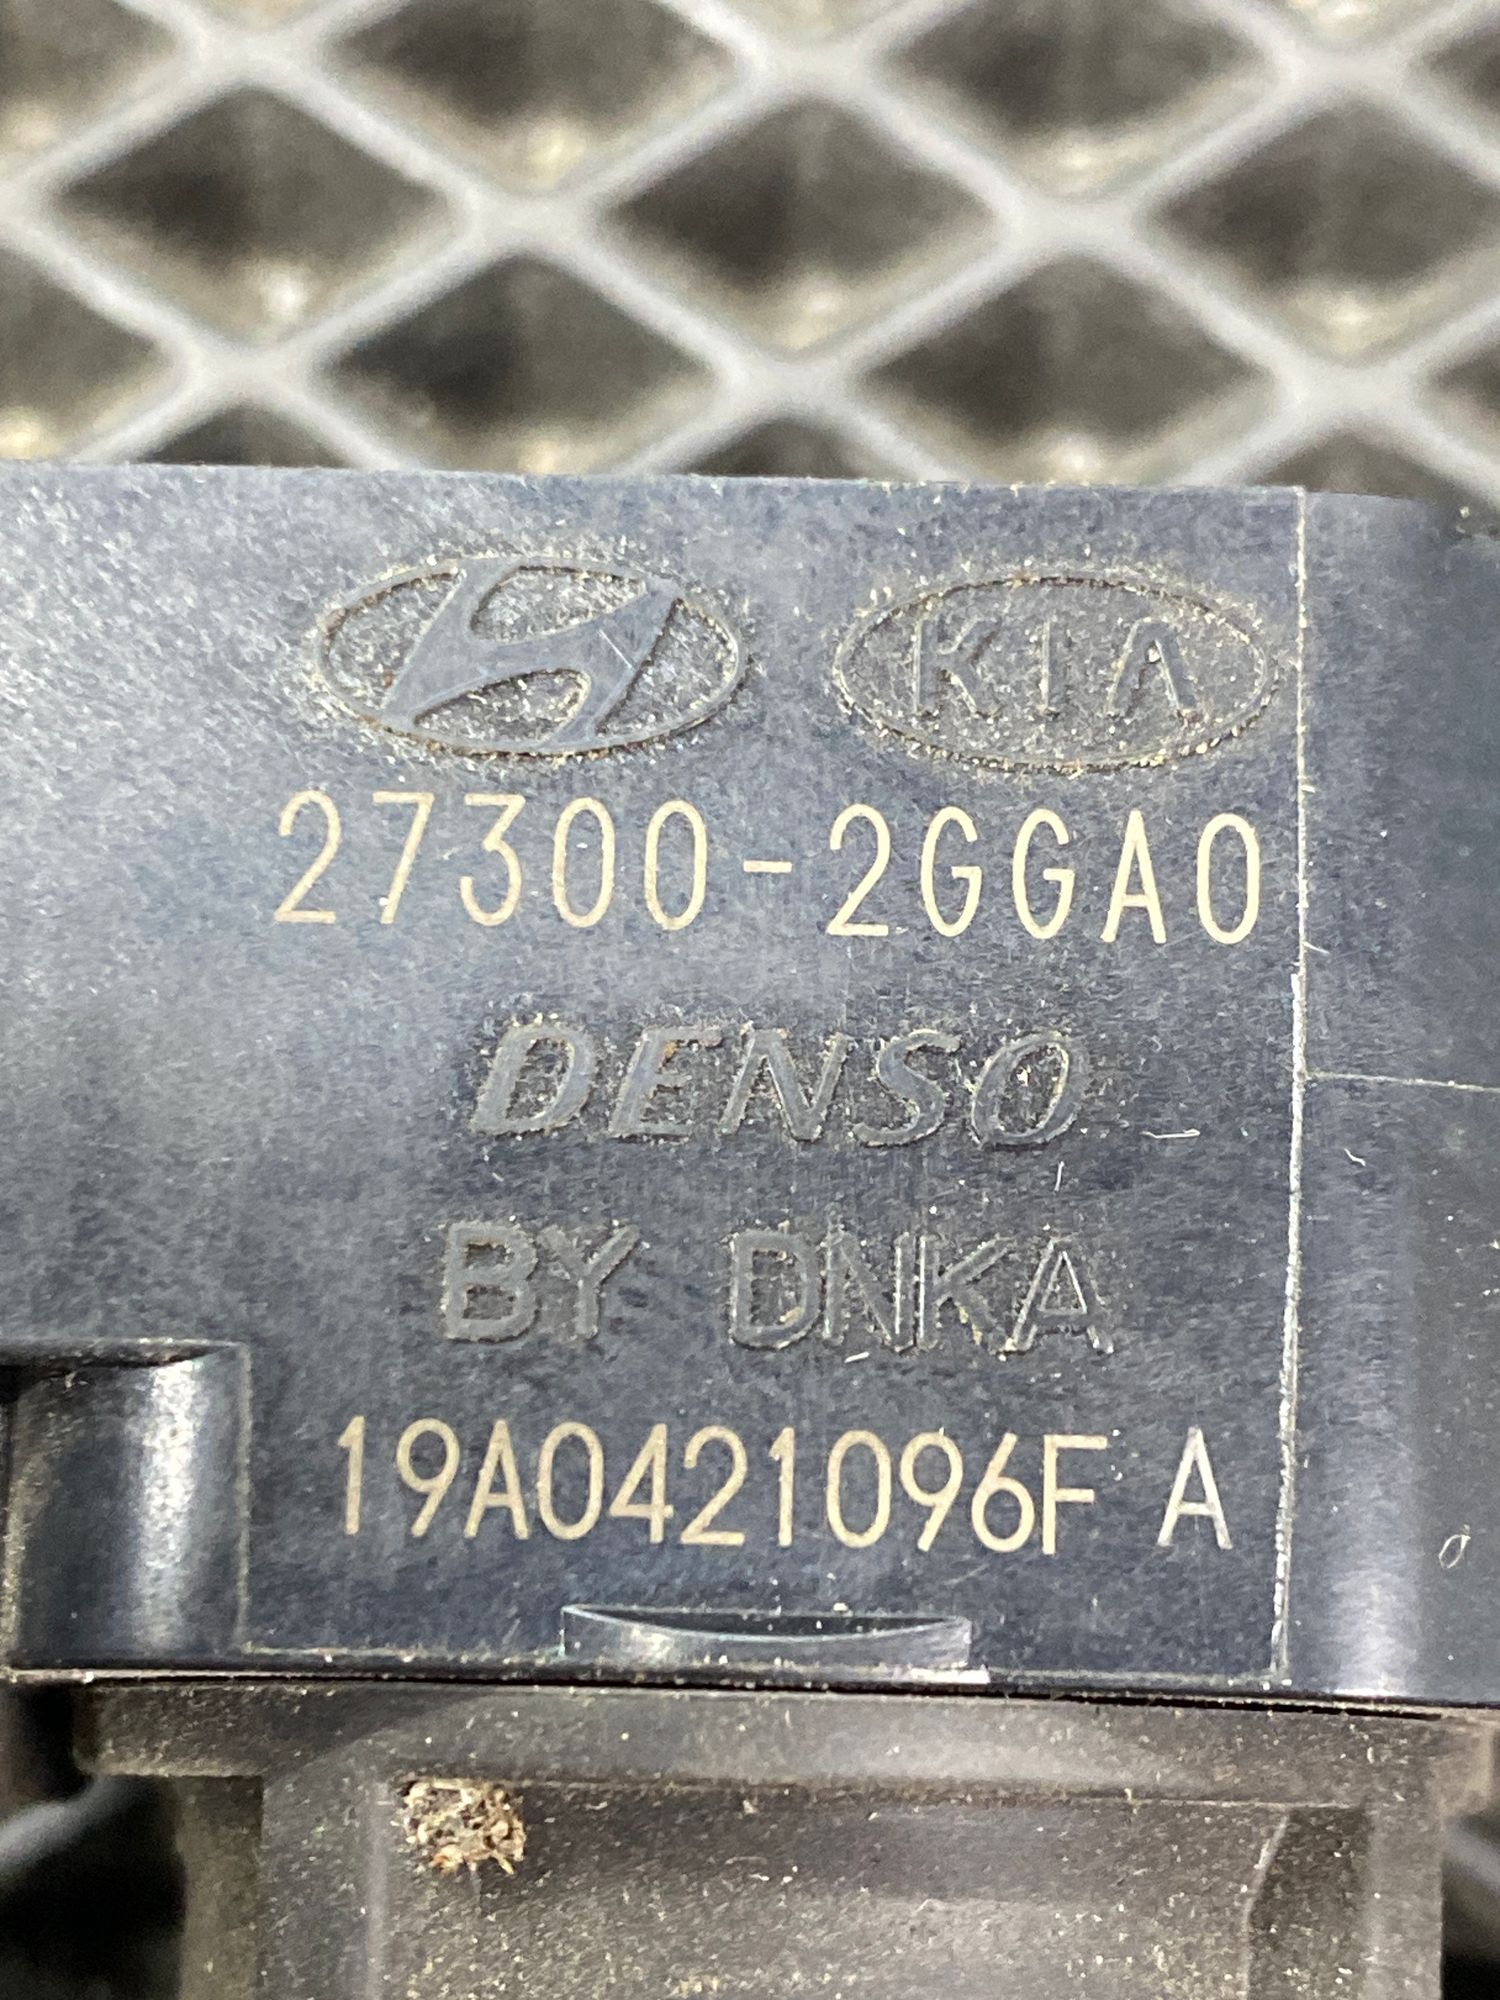 KIA
27300-2GGA0
DENSO
BY DNKA
19A0421096F A